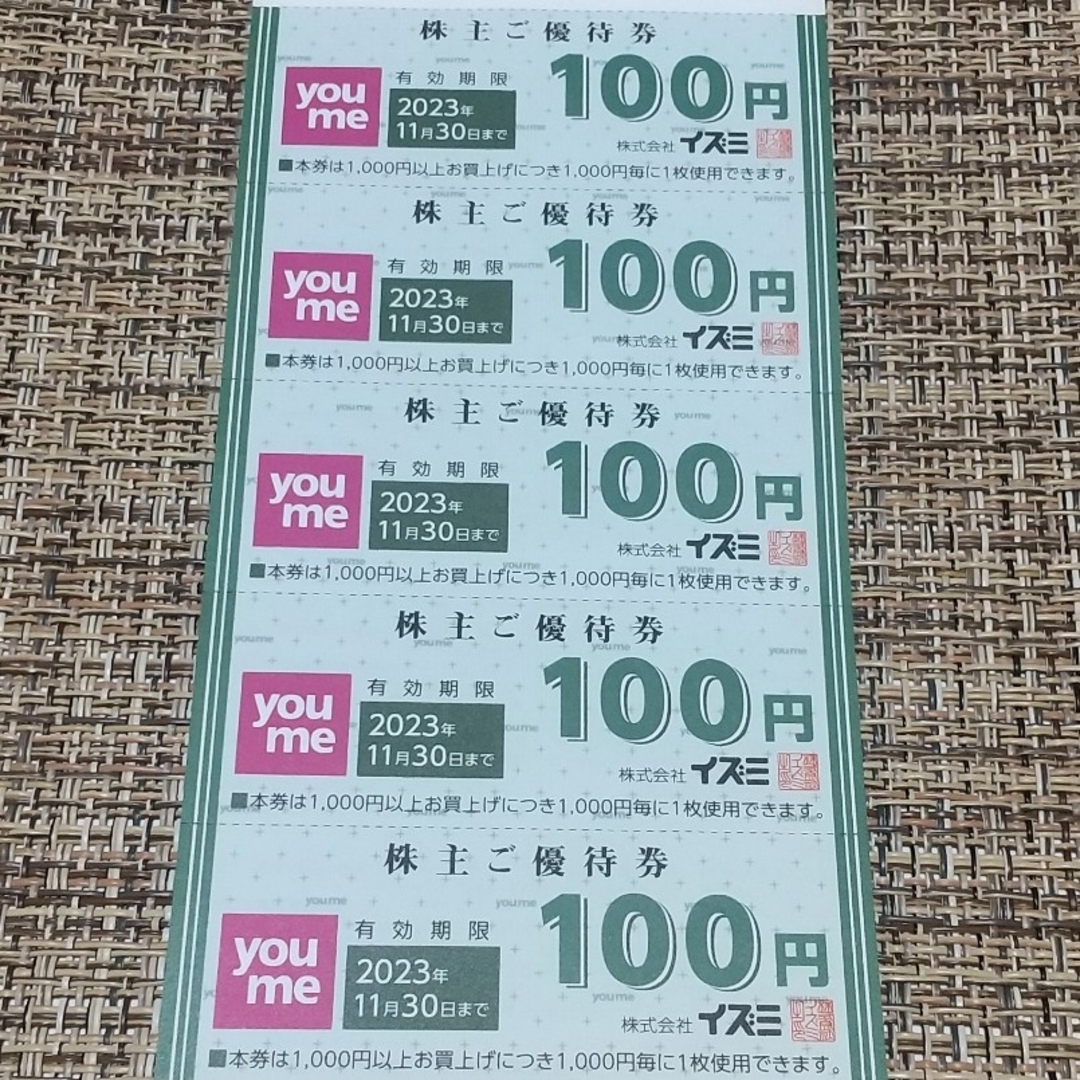 株主ご優待券
you me
有効期限
2023年
11月30日まで
100円
株式会社イズミ
■本券は1,000円以上お買上げにつき1,000円毎に1枚使用できます。
株主ご優待券
you me
有効期限
2023年
11月30日まで
100円
株式会社イズミ
■本券は1,000円以上お買上げにつき1,000円毎に1枚使用できます。
株主ご優待券
you me
有効期限
2023年
11月30日まで
100円
株式会社イズミ
■本券は1,000円以上お買上げにつき1,000円毎に1枚使用できます。
株主ご優待券
you me
有効期限
2023年
11月30日まで
100円
株式会社イズミ
■本券は1,000円以上お買上げにつき1,000円毎に1枚使用できます。
株主ご優待券
you me
有効期限
2023年
11月30日まで
100円
株式会社イズミ
■本券は1,000円以上お買上げにつき1,000円毎に1枚使用できます。